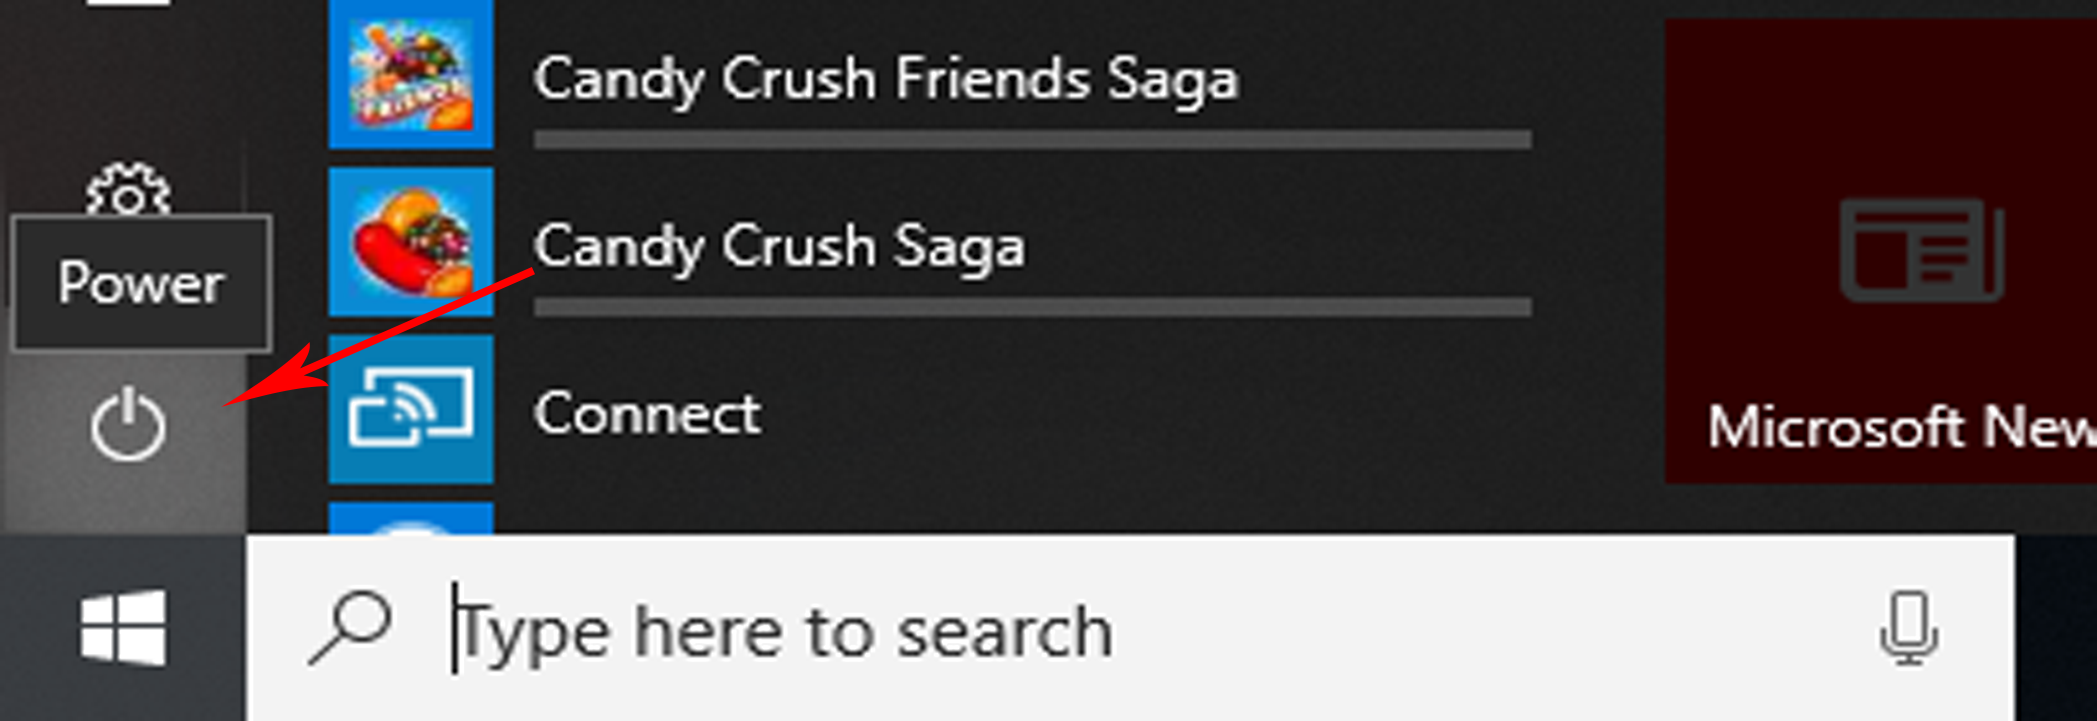 Candy Crush Friends Saga
Candy Crush Saga
Power
Connect
Microsoft New
Type here to search